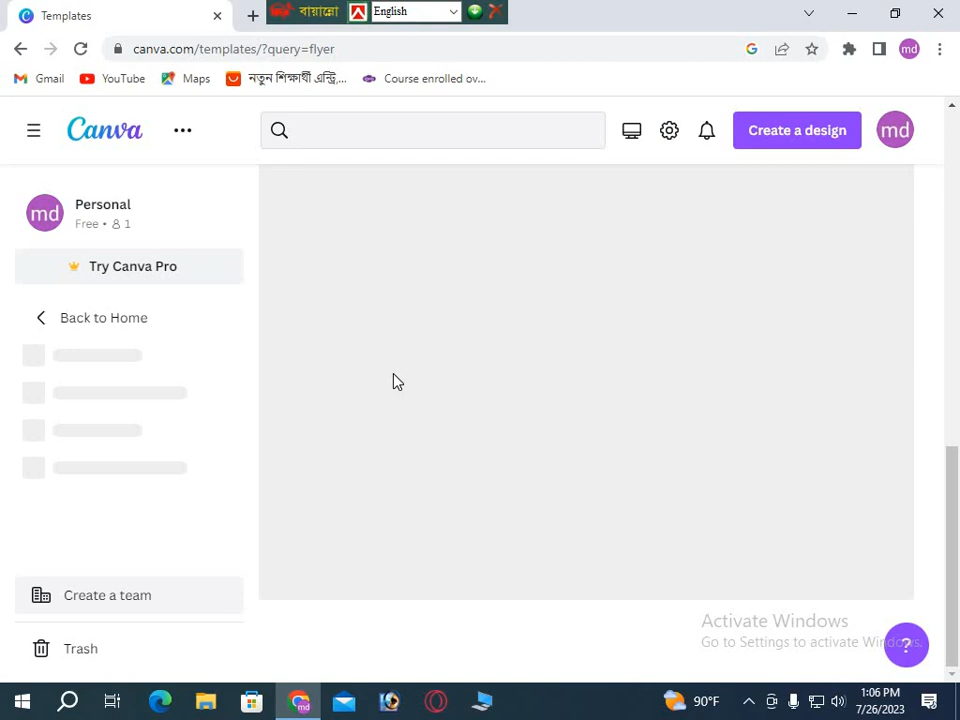 Templates
বায়ান্নো
English
canva.com/templates/?query=flyer
md
Gmail
YouTube
Maps
নতুন শিক্ষার্থী এন্ট্রি,...
Course enrolled ov...
Canva
Create a design
md
md
Personal
Free • 1
Try Canva Pro
Back to Home
Create a team
Trash
Activate Windows
Go to Settings to activate Windows.
?
90°F
1:06 PM
7/26/2023